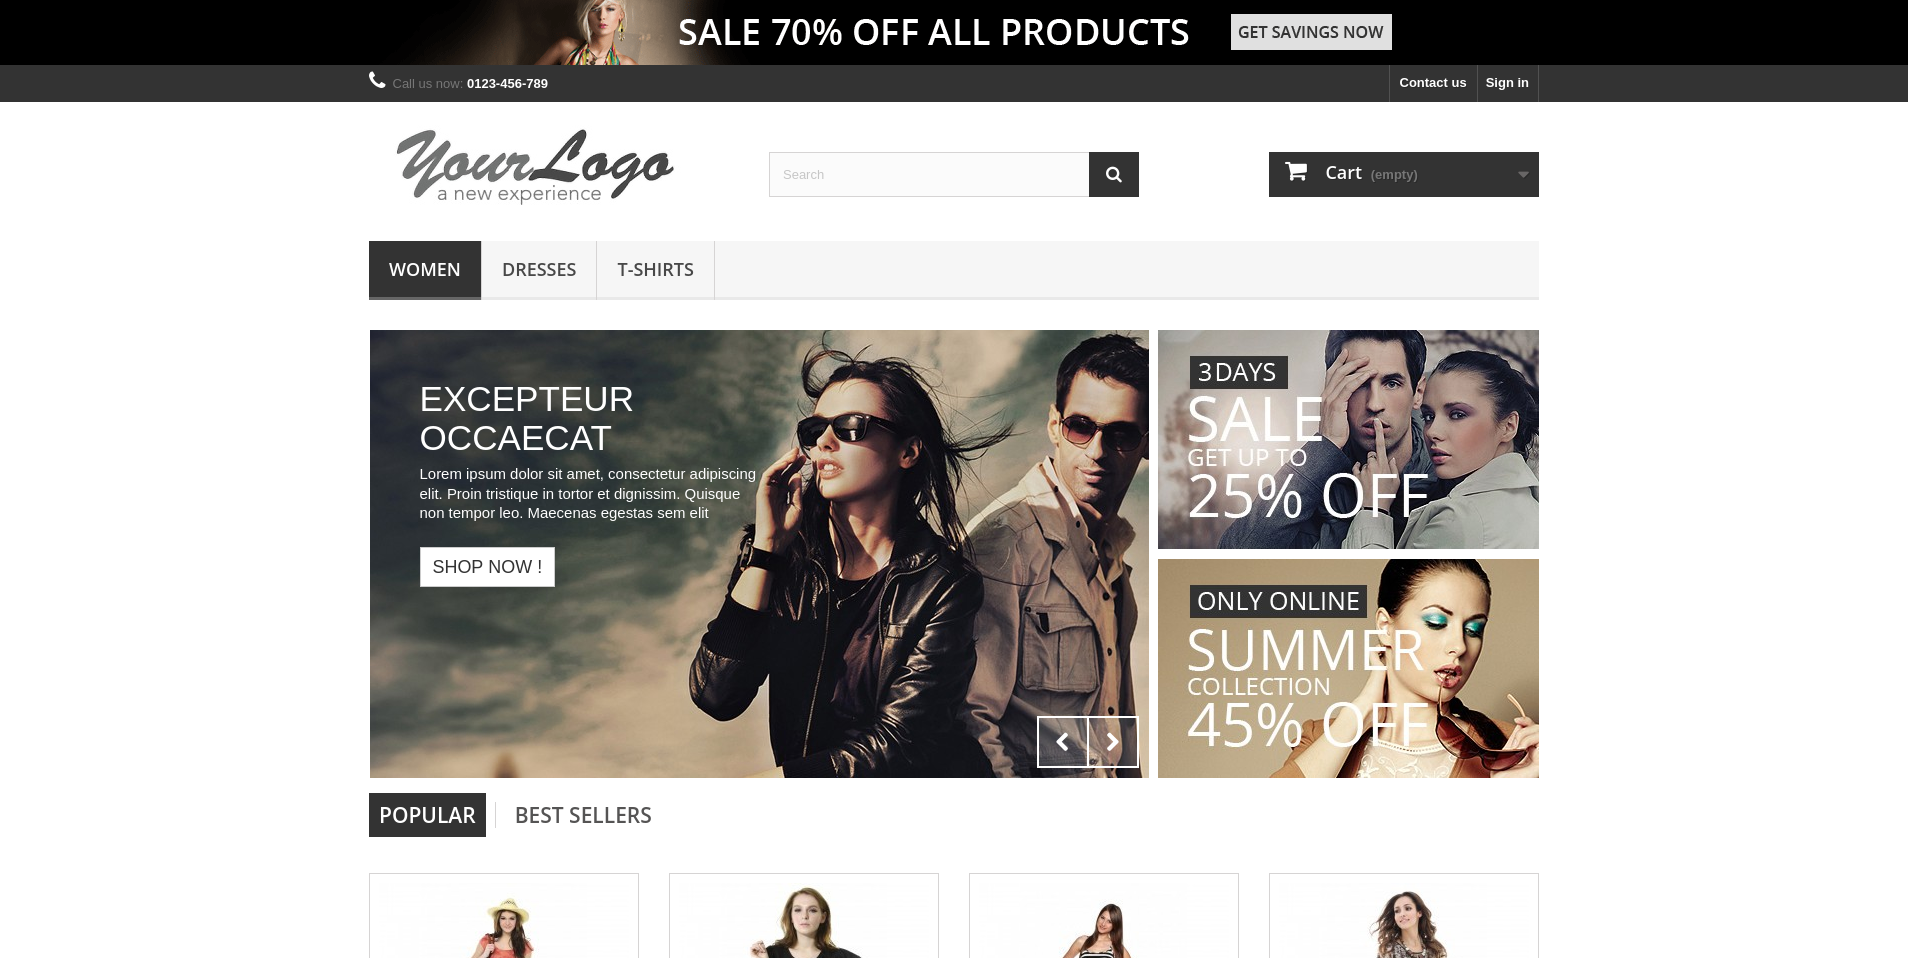 SALE 70% OFF ALL PRODUCTS
GET SAVINGS NOW
Call us now: 0123-456-789
Contact us
Sign in
YourLogo
a new experience
Search
Cart (empty)
WOMEN
DRESSES
T-SHIRTS
EXCEPTEUR
OCCAECAT
Lorem ipsum dolor sit amet, consectetur adipiscing
elit. Proin tristique in tortor et dignissim. Quisque
non tempor leo. Maecenas egestas sem elit
SHOP NOW !
3 DAYS
SALE
GET UP TO
25% OFF
ONLY ONLINE
SUMMER
COLLECTION
45% OFF
POPULAR
BEST SELLERS